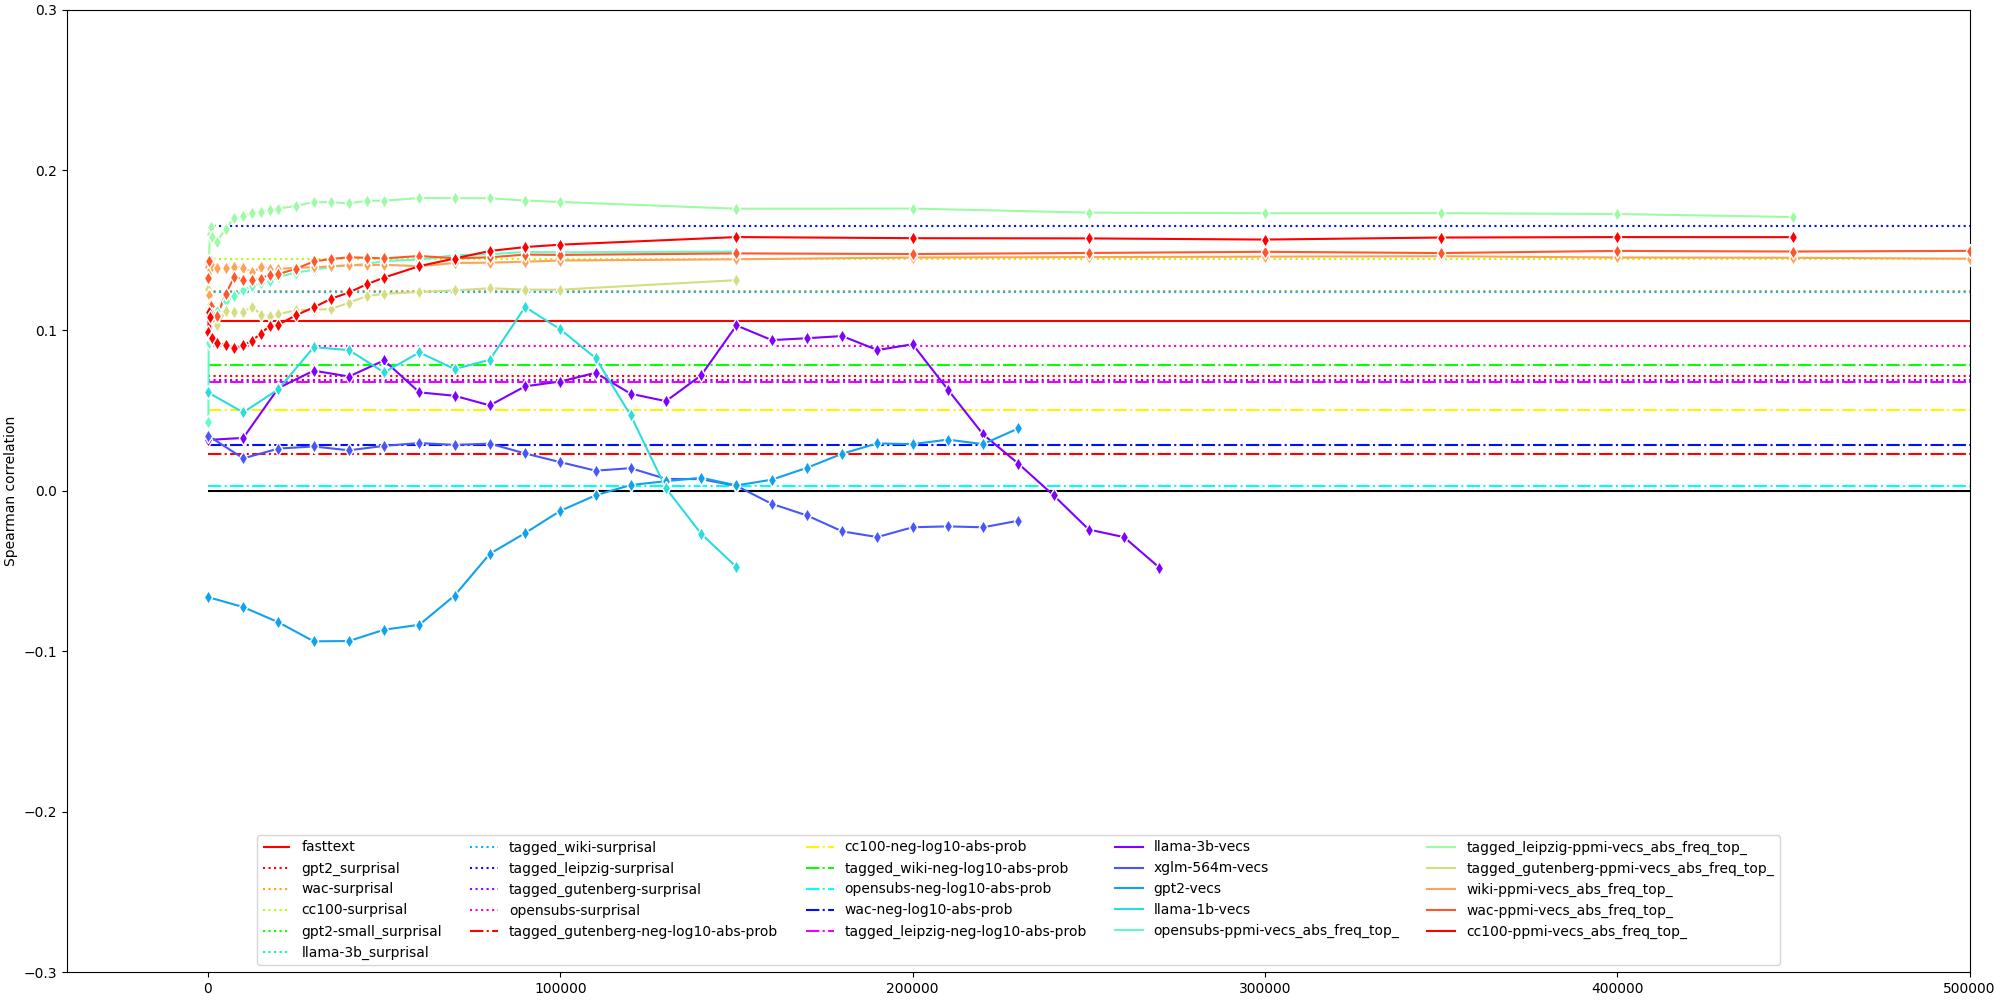 0.3
0.2
0.1
0.0
−0.1
−0.2
−0.3
Spearman correlation
fasttext
gpt2_surprisal
wac-surprisal
cc100-surprisal
gpt2-small_surprisal
llama-3b_surprisal
tagged_wiki-surprisal
tagged_leipzig-surprisal
tagged_gutenberg-surprisal
opensubs-surprisal
tagged_gutenberg-neg-log10-abs-prob
cc100-neg-log10-abs-prob
tagged_wiki-neg-log10-abs-prob
opensubs-neg-log10-abs-prob
wac-neg-log10-abs-prob
tagged_leipzig-neg-log10-abs-prob
llama-3b-vecs
xglm-564m-vecs
gpt2-vecs
llama-1b-vecs
opensubs-ppmi-vecs_abs_freq_top_
tagged_leipzig-ppmi-vecs_abs_freq_top_
tagged_gutenberg-ppmi-vecs_abs_freq_top_
wiki-ppmi-vecs_abs_freq_top_
wac-ppmi-vecs_abs_freq_top_
cc100-ppmi-vecs_abs_freq_top_
0 100000 200000 300000 400000 500000